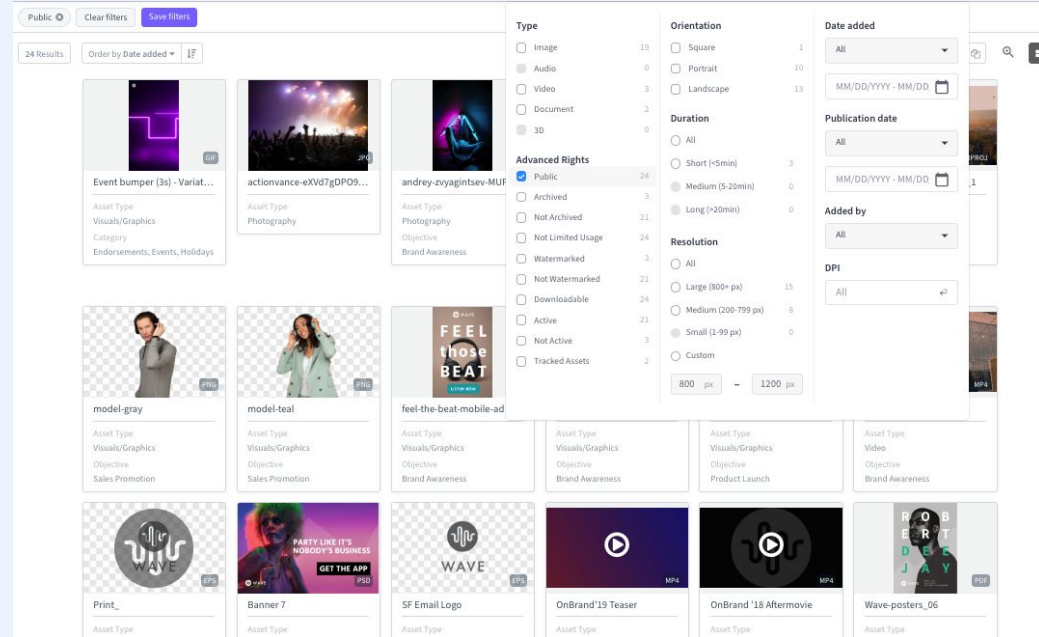 Public
Clear filters
Save filters
24 Results
Order by Date added
Type
Image 19
Audio 0
Video 3
Document 2
3D 0
Advanced Rights
Public 24
Archived 3
Not Archived 21
Not Limited Usage 24
Watermarked 3
Not Watermarked 21
Downloadable 24
Active 21
Not Active 3
Tracked Assets 2
Orientation
Square 1
Portrait 10
Landscape 13
Duration
All
Short (<5min) 3
Medium (5-20min) 0
Long (>20min) 0
Resolution
All
Large (800+ px) 15
Medium (200-799 px) 8
Small (1-99 px) 0
Custom
800 px – 1200 px
Date added
All
MM/DD/YYYY - MM/DD
Publication date
All
MM/DD/YYYY - MM/DD
Added by
All
DPI
All
GIF
Event bumper (3s) - Variat...
Asset Type
Visuals/Graphics
Category
Endorsements, Events, Holidays
JPG
actionvance-eXVd7gDPO9...
Asset Type
Photography
andrey-zvyagintsev-MUF
Asset Type
Photography
Objective
Brand Awareness
PNG
model-gray
Asset Type
Visuals/Graphics
Objective
Sales Promotion
PNG
model-teal
Asset Type
Visuals/Graphics
Objective
Sales Promotion
WAVE
FEEL
those
BEAT
LISTEN NOW
feel-the-beat-mobile-ad
Asset Type
Visuals/Graphics
Objective
Brand Awareness
Asset Type
Visuals/Graphics
Objective
Brand Awareness
Asset Type
Visuals/Graphics
Objective
Product Launch
MP4
Asset Type
Video
Objective
Brand Awareness
WAVE
EPS
Print_
Asset Type
PARTY LIKE IT'S
NOBODY'S BUSINESS
GET THE APP
WAVE
PSD
Banner 7
Asset Type
WAVE
EPS
SF Email Logo
Asset Type
MP4
OnBrand'19 Teaser
Asset Type
MP4
OnBrand '18 Aftermovie
Asset Type
ROB
ERT
DEE
JAY
PDF
Wave-posters_06
Asset Type